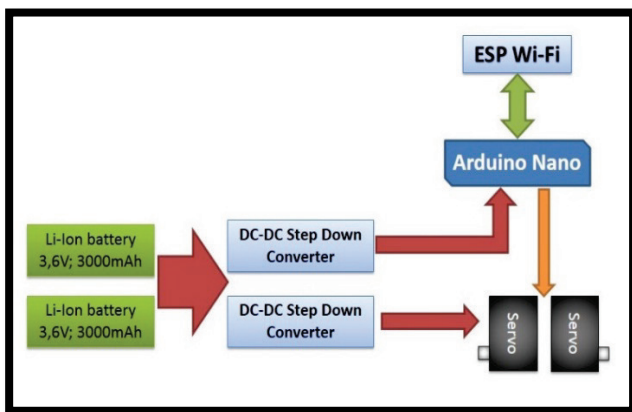 ESP Wi-Fi
Arduino Nano
Li-Ion battery
3,6V; 3000mAh
DC-DC Step Down
Converter
Li-Ion battery
3,6V; 3000mAh
DC-DC Step Down
Converter
Servo
Servo